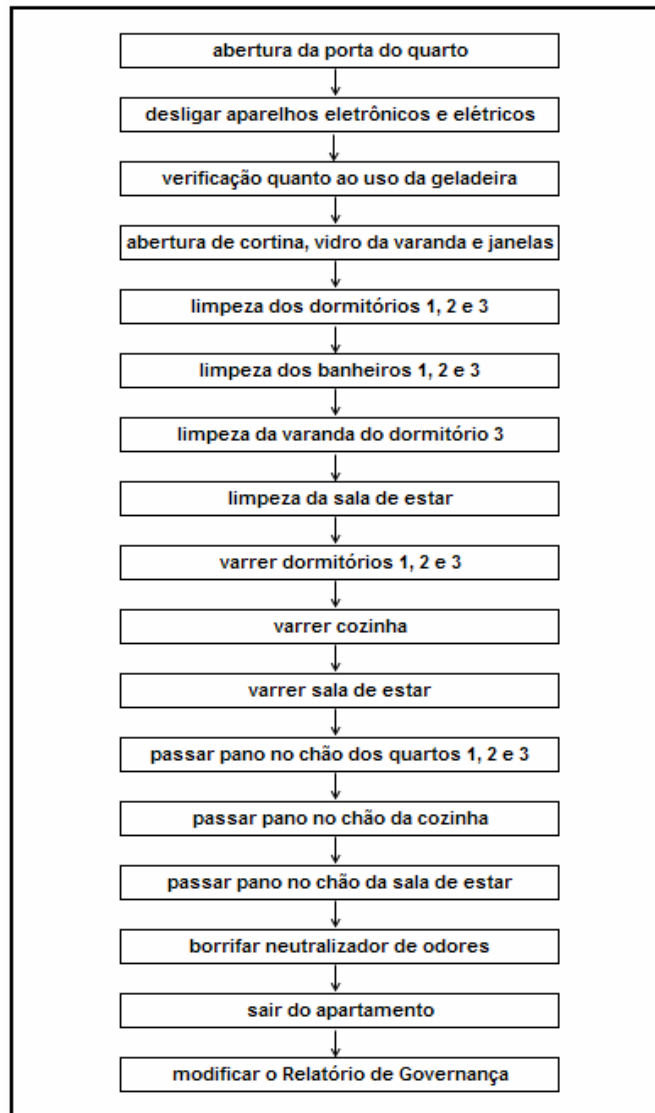 abertura da porta do quarto
desligar aparelhos eletrônicos e elétricos
verificação quanto ao uso da geladeira
abertura de cortina, vidro da varanda e janelas
limpeza dos dormitórios 1, 2 e 3
limpeza dos banheiros 1, 2 e 3
limpeza da varanda do dormitório 3
limpeza da sala de estar
varrer dormitórios 1, 2 e 3
varrer cozinha
varrer sala de estar
passar pano no chão dos quartos 1, 2 e 3
passar pano no chão da cozinha
passar pano no chão da sala de estar
borrifar neutralizador de odores
sair do apartamento
modificar o Relatório de Governança